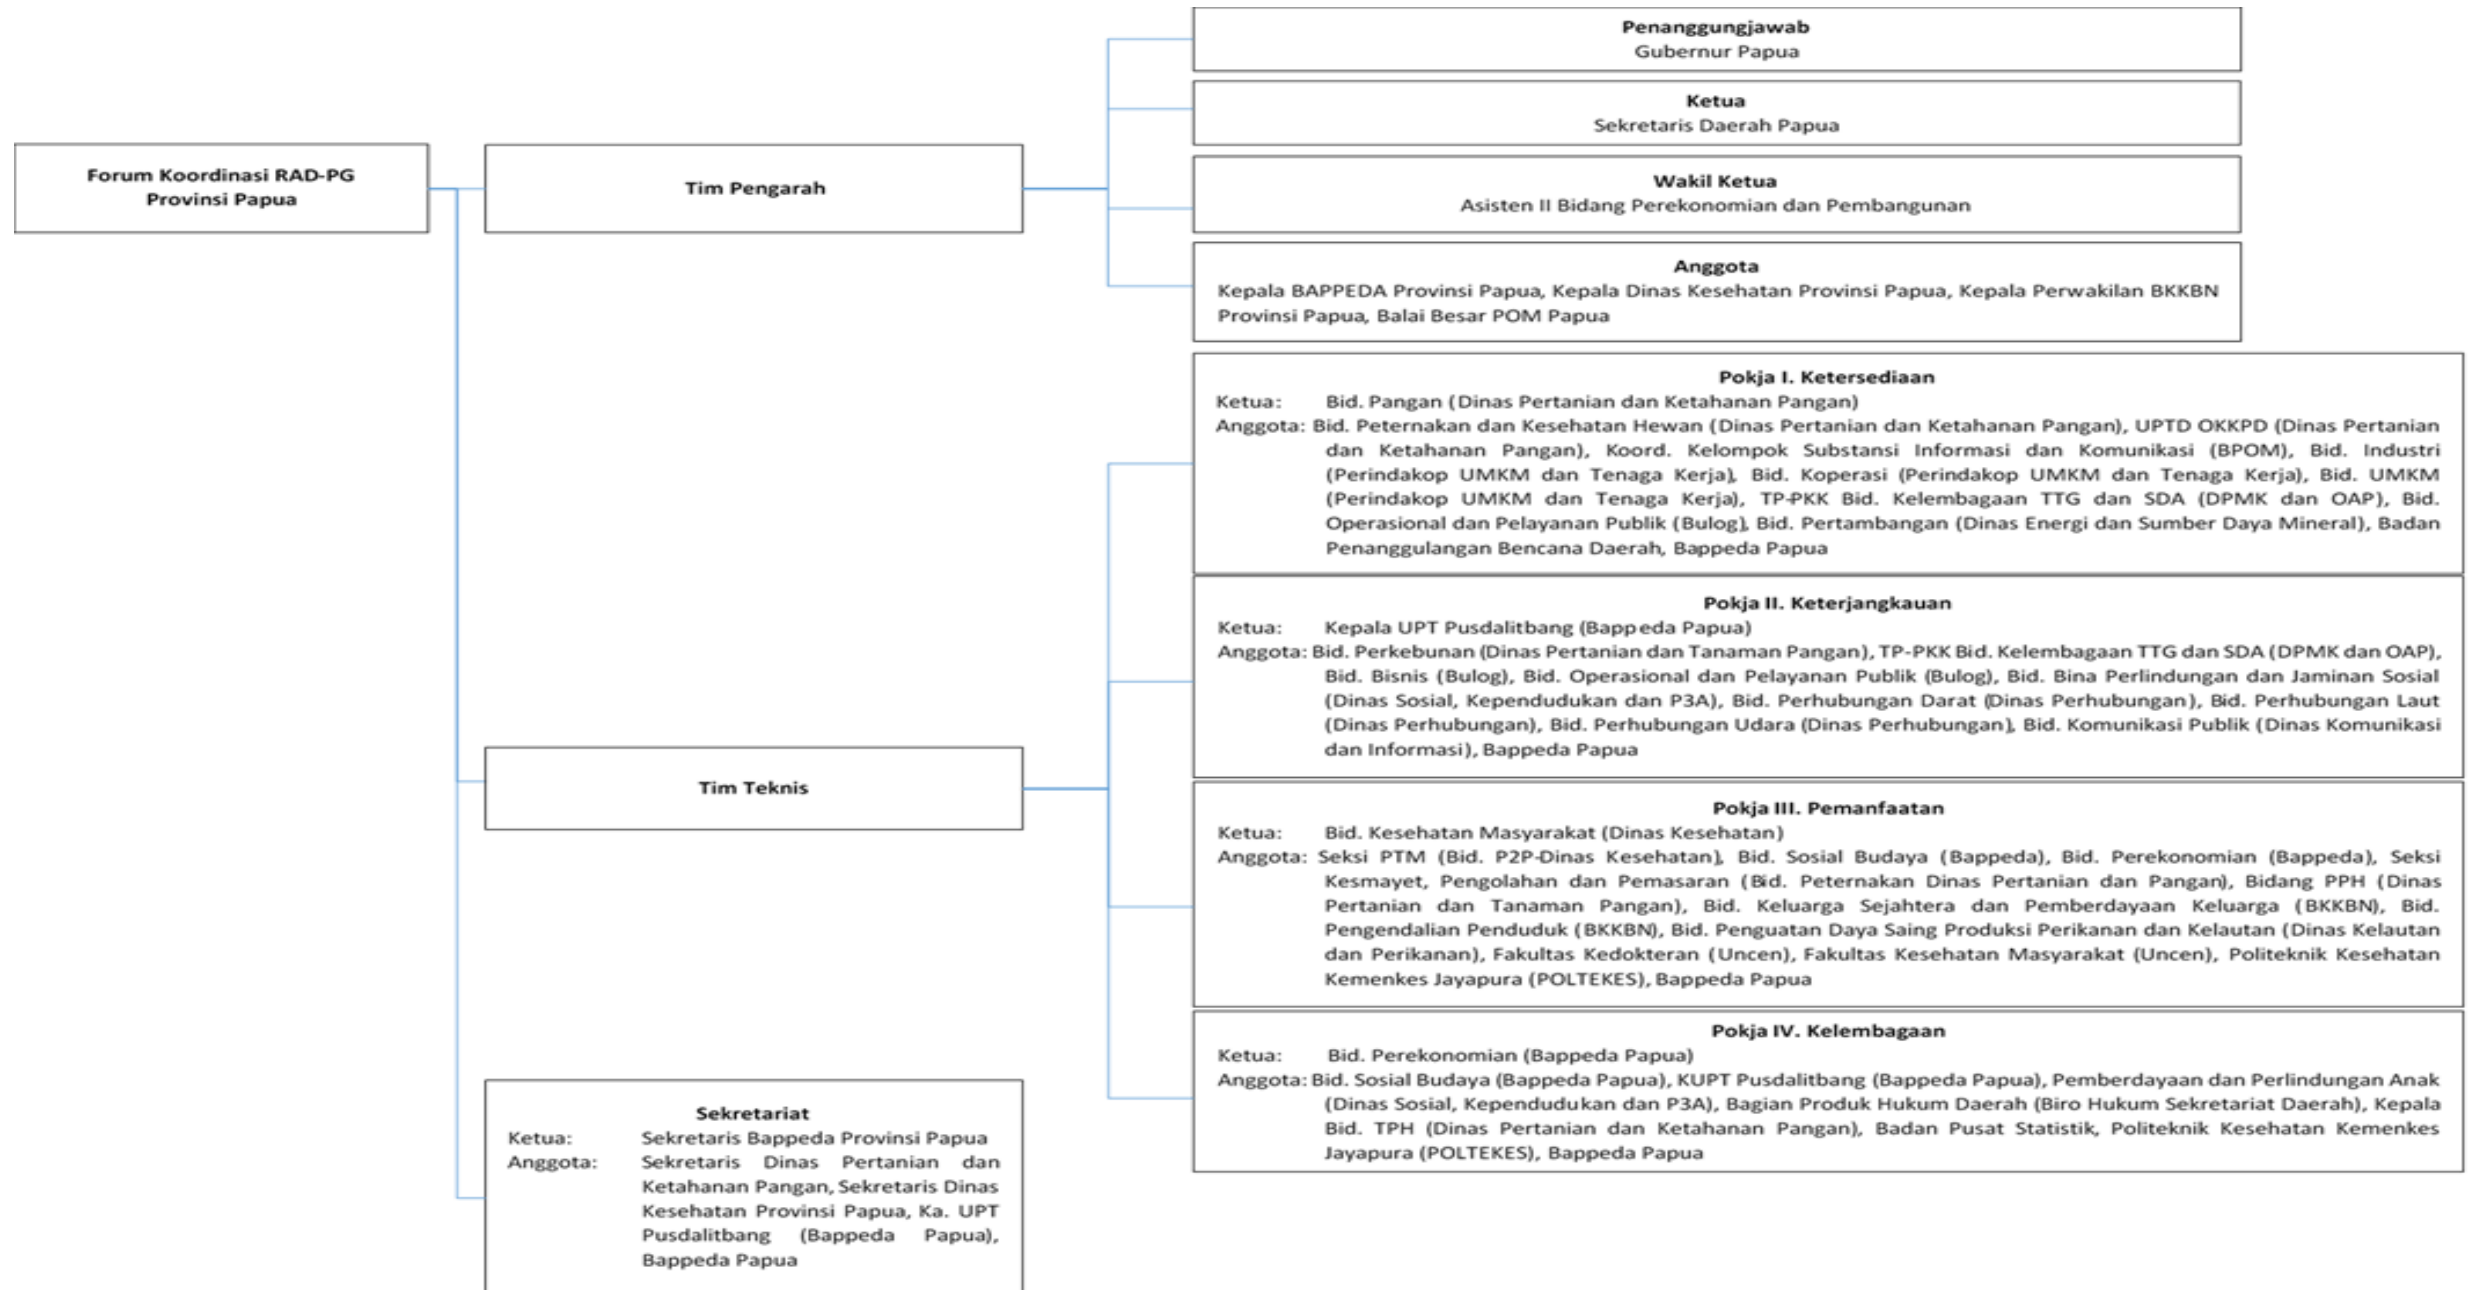 Forum Koordinasi RAD-PG
Provinsi Papua
Tim Pengarah
Penanggungjawab
Gubernur Papua
Ketua
Sekretaris Daerah Papua
Wakil Ketua
Asisten II Bidang Perekonomian dan Pembangunan
Anggota
Kepala BAPPEDA Provinsi Papua, Kepala Dinas Kesehatan Provinsi Papua, Kepala Perwakilan BKKBN
Provinsi Papua, Balai Besar POM Papua
Tim Teknis
Pokja I. Ketersediaan
Ketua: Bid. Pangan (Dinas Pertanian dan Ketahanan Pangan)
Anggota: Bid. Peternakan dan Kesehatan Hewan (Dinas Pertanian dan Ketahanan Pangan), UPTD OKKPD (Dinas Pertanian
dan Ketahanan Pangan), Koord. Kelompok Substansi Informasi dan Komunikasi (BPOM), Bid. Industri
(Perindakop UMKM dan Tenaga Kerja), Bid. Koperasi (Perindakop UMKM dan Tenaga Kerja), Bid. UMKM
(Perindakop UMKM dan Tenaga Kerja), TP-PKK Bid. Kelembagaan TTG dan SDA (DPMK dan OAP), Bid.
Operasional dan Pelayanan Publik (Bulog), Bid. Pertambangan (Dinas Energi dan Sumber Daya Mineral), Badan
Penanggulangan Bencana Daerah, Bappeda Papua
Pokja II. Keterjangkauan
Ketua: Kepala UPT Pusdalitbang (Bappeda Papua)
Anggota: Bid. Perkebunan (Dinas Pertanian dan Tanaman Pangan), TP-PKK Bid. Kelembagaan TTG dan SDA (DPMK dan OAP),
Bid. Bisnis (Bulog), Bid. Operasional dan Pelayanan Publik (Bulog), Bid. Bina Perlindungan dan Jaminan Sosial
(Dinas Sosial, Kependudukan dan P3A), Bid. Perhubungan Darat (Dinas Perhubungan), Bid. Perhubungan Laut
(Dinas Perhubungan), Bid. Perhubungan Udara (Dinas Perhubungan), Bid. Komunikasi Publik (Dinas Komunikasi
dan Informasi), Bappeda Papua
Pokja III. Pemanfaatan
Ketua: Bid. Kesehatan Masyarakat (Dinas Kesehatan)
Anggota: Seksi PTM (Bid. P2P-Dinas Kesehatan), Bid. Sosial Budaya (Bappeda), Bid. Perekonomian (Bappeda), Seksi
Kesmayet, Pengolahan dan Pemasaran (Bid. Peternakan Dinas Pertanian dan Pangan), Bidang PPH (Dinas
Pertanian dan Tanaman Pangan), Bid. Keluarga Sejahtera dan Pemberdayaan Keluarga (BKKBN), Bid.
Pengendalian Penduduk (BKKBN), Bid. Penguatan Daya Saing Produksi Perikanan dan Kelautan (Dinas Kelautan
dan Perikanan), Fakultas Kedokteran (Uncen), Fakultas Kesehatan Masyarakat (Uncen), Politeknik Kesehatan
Kemenkes Jayapura (POLTEKES), Bappeda Papua
Pokja IV. Kelembagaan
Ketua: Bid. Perekonomian (Bappeda Papua)
Anggota: Bid. Sosial Budaya (Bappeda Papua), KUPT Pusdalitbang (Bappeda Papua), Pemberdayaan dan Perlindungan Anak
(Dinas Sosial, Kependudukan dan P3A), Bagian Produk Hukum Daerah (Biro Hukum Sekretariat Daerah), Kepala
Bid. TPH (Dinas Pertanian dan Ketahanan Pangan), Badan Pusat Statistik, Politeknik Kesehatan Kemenkes
Jayapura (POLTEKES), Bappeda Papua
Sekretariat
Ketua: Sekretaris Bappeda Provinsi Papua
Anggota: Sekretaris Dinas Pertanian dan
Ketahanan Pangan, Sekretaris Dinas
Kesehatan Provinsi Papua, Ka. UPT
Pusdalitbang (Bappeda Papua),
Bappeda Papua